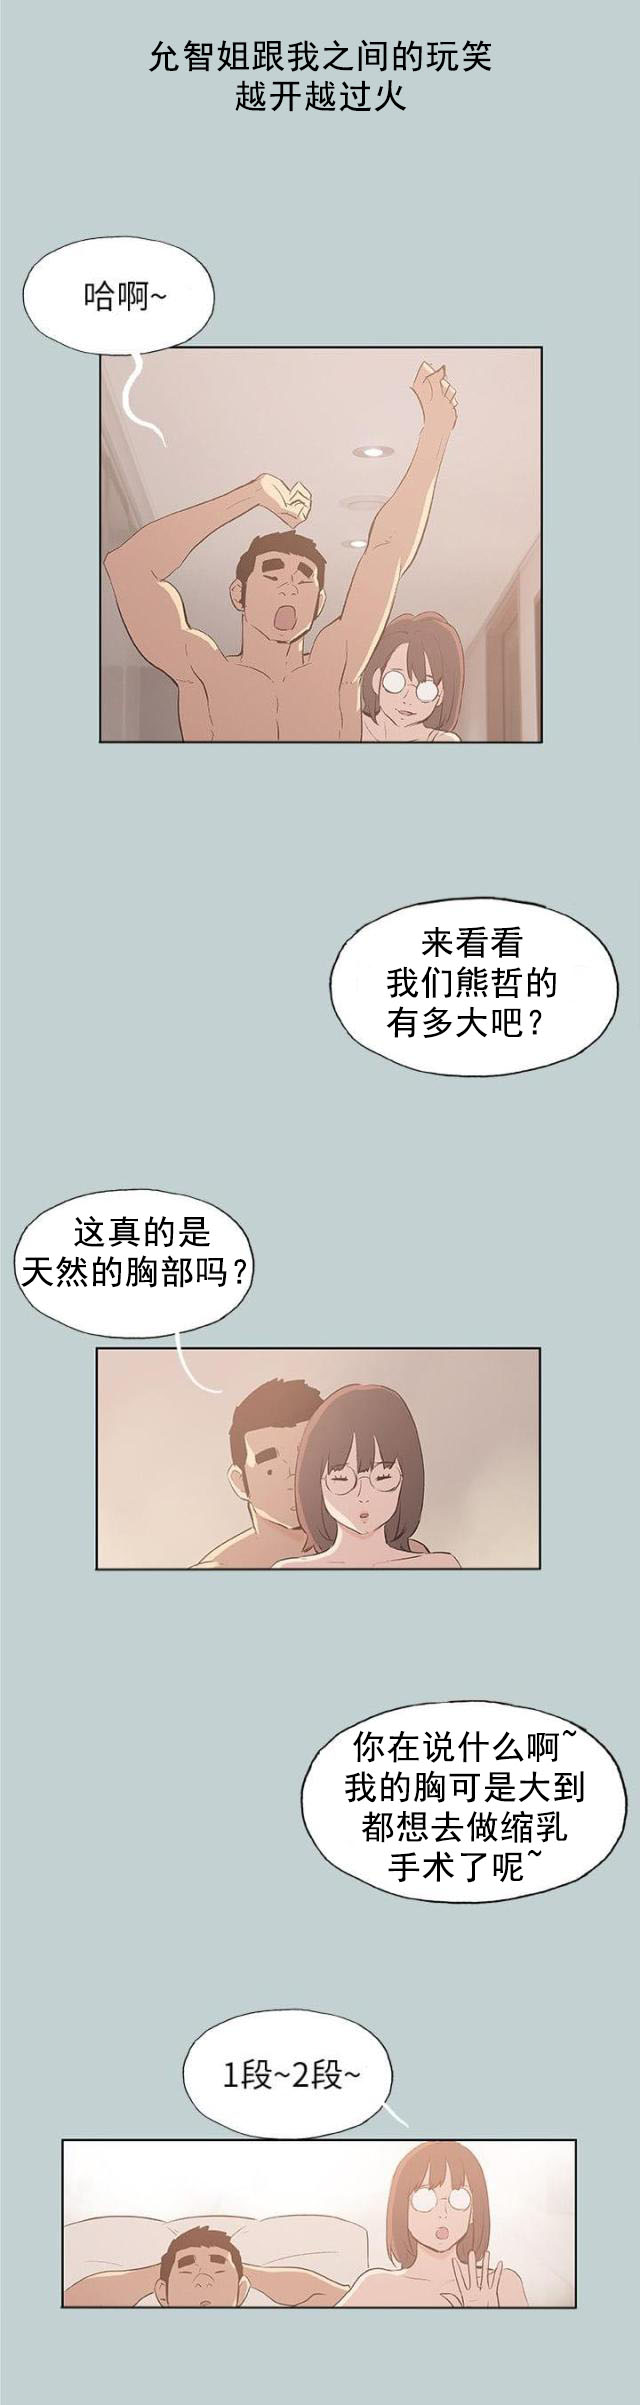 允智姐跟我之间的玩笑
越开越过火
哈啊~
来看看
我们熊哲的
有多大吧?
这真的是
天然的胸部吗?
你在说什么啊~
我的胸可是大到
都想去做缩乳
手术了呢~
1段~2段~